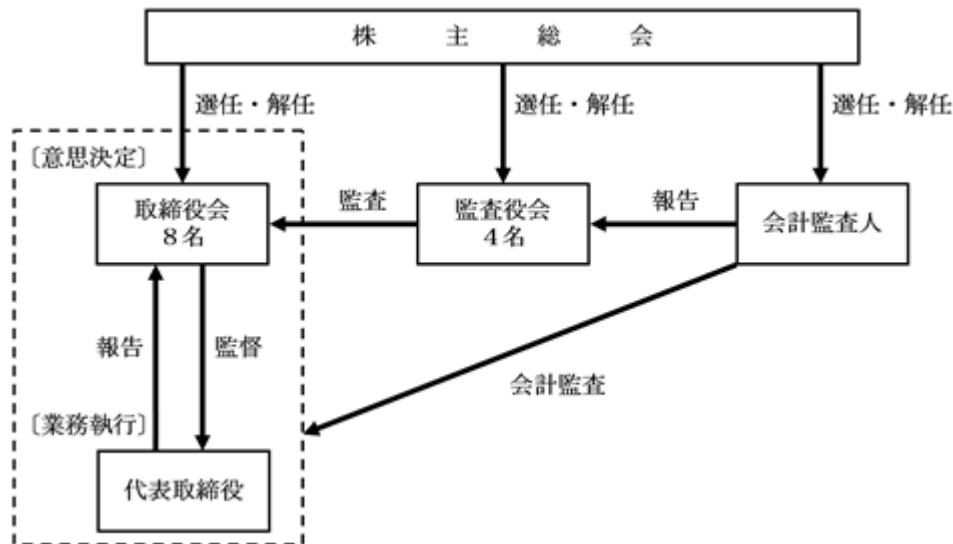 株主総会
選任・解任
選任・解任
選任・解任
〔意思決定〕
取締役会
８名
監査
監査役会
４名
報告
会計監査人
報告
監督
会計監査
〔業務執行〕
代表取締役